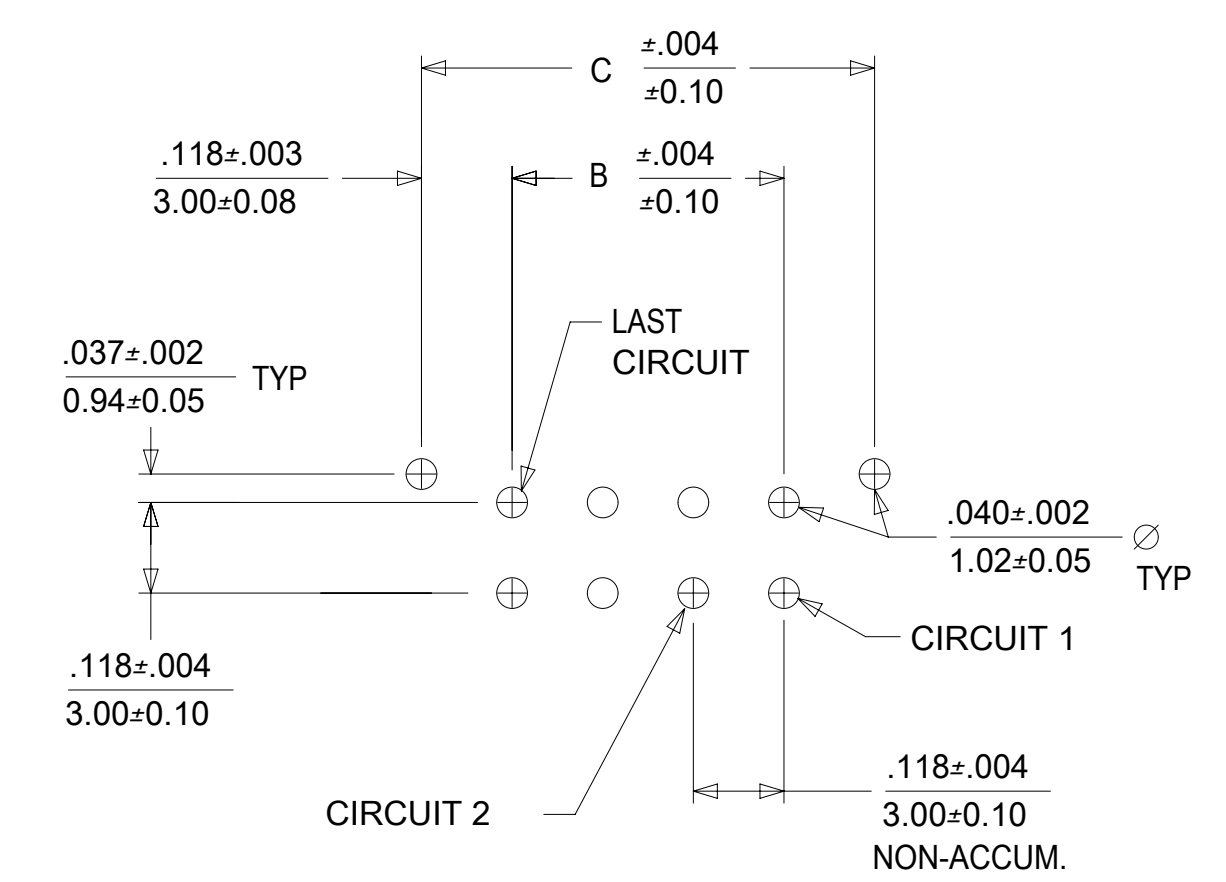 C ±.004
±0.10
.118±.003
3.00±0.08
B ±.004
±0.10
LAST
CIRCUIT
.037±.002
0.94±0.05
TYP
.040±.002
1.02±0.05
⌀
TYP
CIRCUIT 1
.118±.004
3.00±0.10
CIRCUIT 2
.118±.004
3.00±0.10
NON-ACCUM.